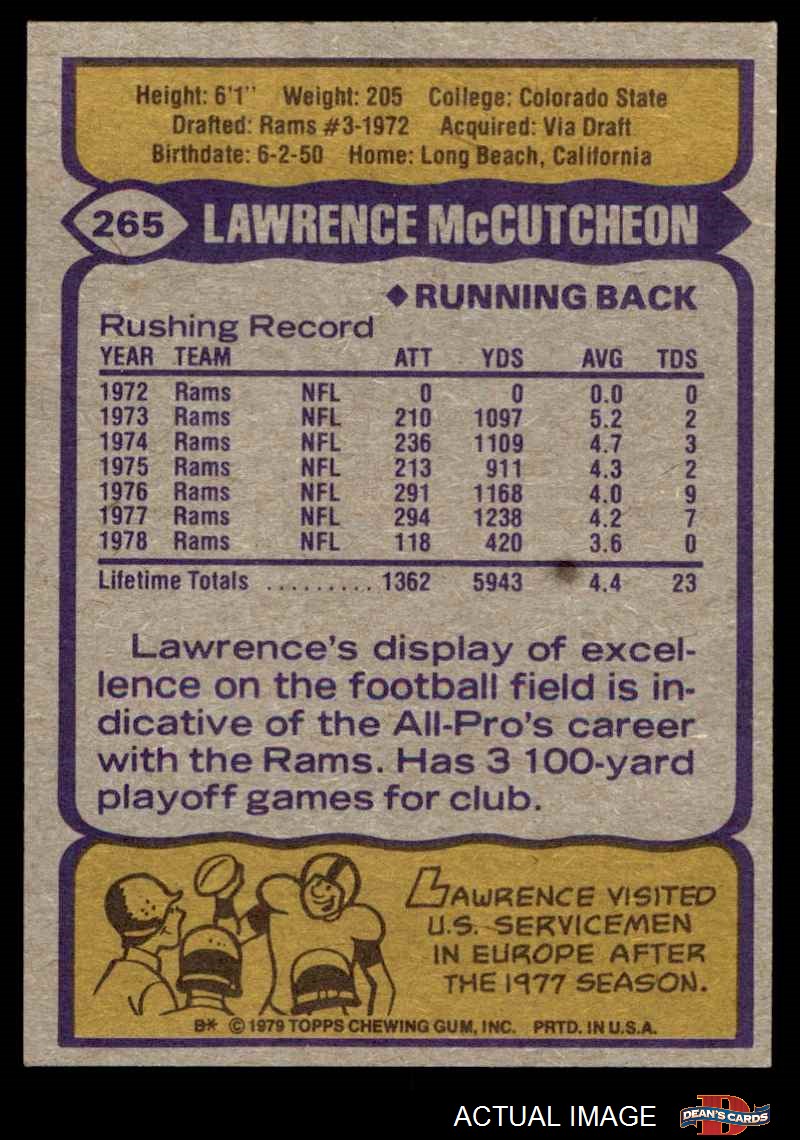 Height: 6'1" Weight: 205 College: Colorado State
Drafted: Rams #3-1972 Acquired: Via Draft
Birthdate: 6-2-50 Home: Long Beach, California
265 LAWRENCE McCUTCHEON
◆RUNNING BACK
Rushing Record
YEAR TEAM ATT YDS AVG TDS
1972 Rams NFL 0 0 0.0 0
1973 Rams NFL 210 1097 5.2 2
1974 Rams NFL 236 1109 4.7 3
1975 Rams NFL 213 911 4.3 2
1976 Rams NFL 291 1168 4.0 9
1977 Rams NFL 294 1238 4.2 7
1978 Rams NFL 118 420 3.6 0
Lifetime Totals ......... 1362 5943 4.4 23
Lawrence's display of excel-
lence on the football field is in-
dicative of the All-Pro's career
with the Rams. Has 3 100-yard
playoff games for club.
LAWRENCE VISITED
U.S. SERVICEMEN
IN EUROPE AFTER
THE 1977 SEASON.
B* © 1979 TOPPS CHEWING GUM, INC. PRTD. IN U.S.A.
ACTUAL IMAGE D DEAN'S CARDS